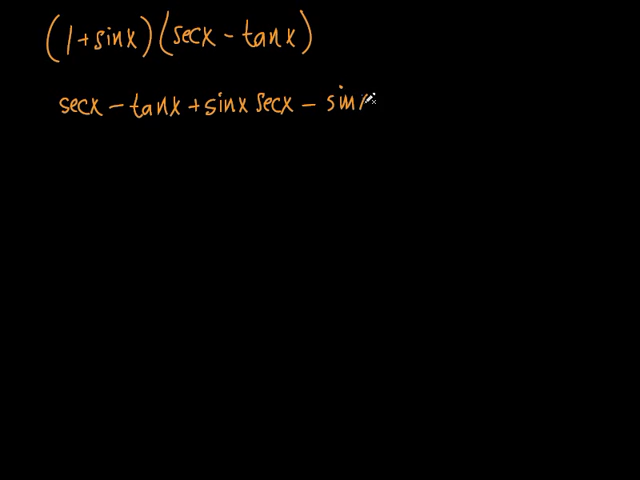 (1+sinx)(secx - tanx)
secx - tanx + sinx secx - sin